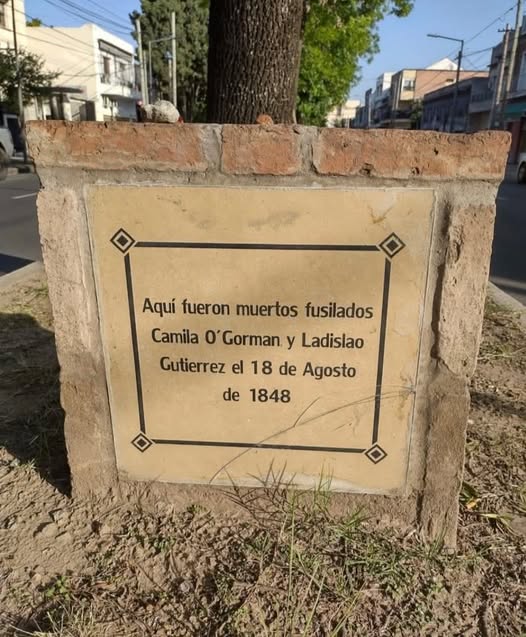 Aquí fueron muertos fusilados
Camila O´Gorman y Ladislao
Gutierrez el 18 de Agosto
de 1848